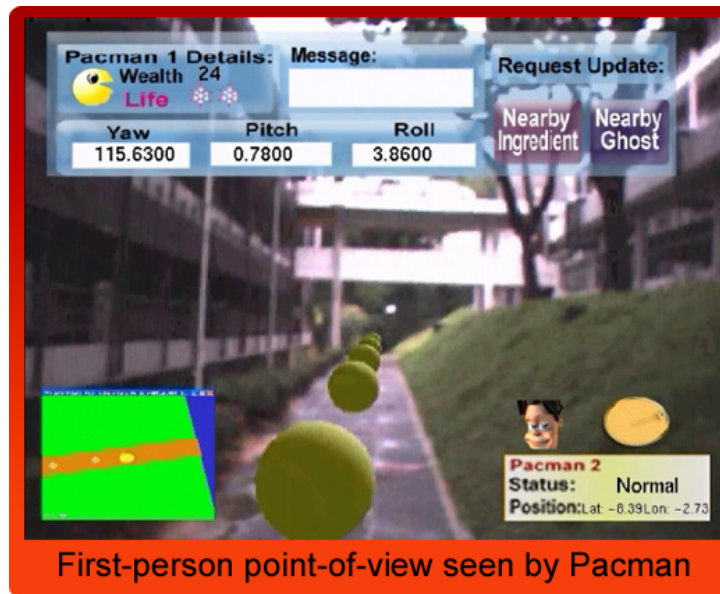 Pacman 1 Details:
Wealth 24
Life
Message:
Request Update:
Nearby
Ingredient
Nearby
Ghost
Yaw
Pitch
Roll
115.6300
0.7800
3.8600
Pacman 2
Status: Normal
Position:Lat: -8.39Lon: -2.73
First-person point-of-view seen by Pacman